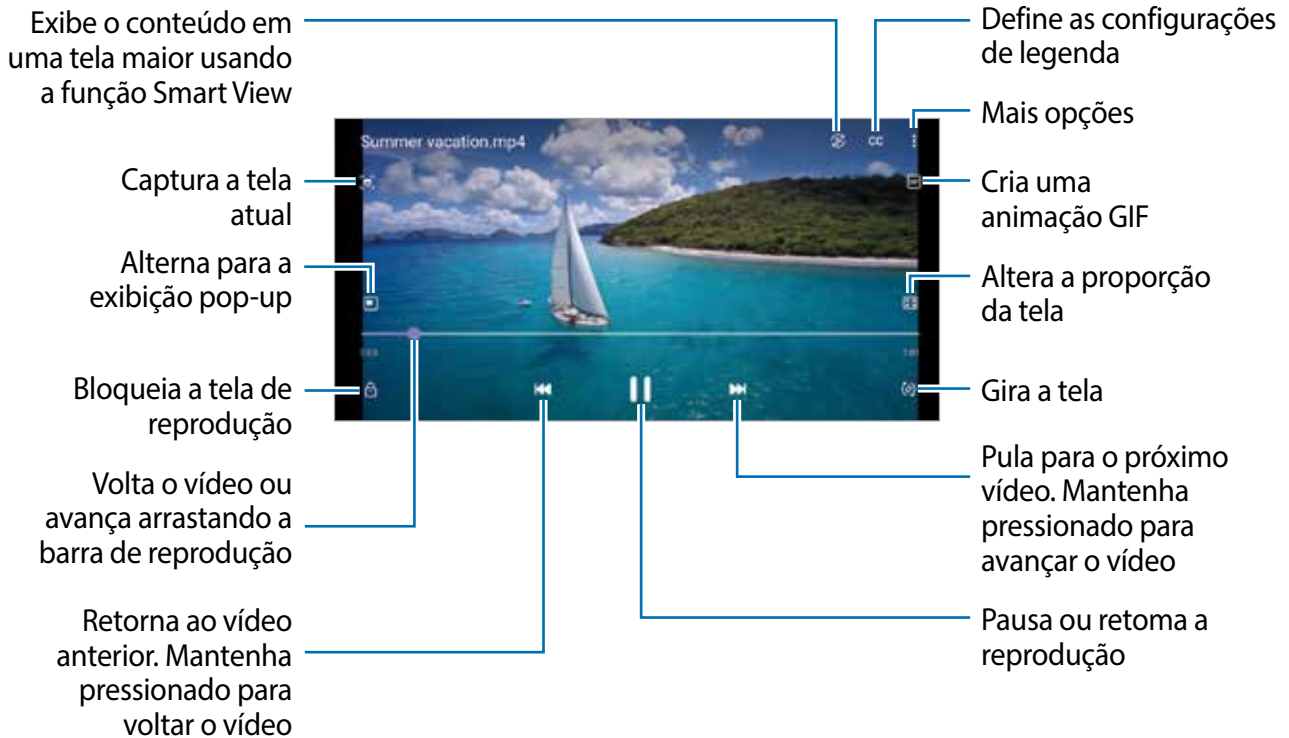 Exibe o conteúdo em
uma tela maior usando
a função Smart View
Define as configurações
de legenda
Mais opções
Summer vacation.mp4
CC
Captura a tela
atual
Cria uma
animação GIF
Alterna para a
exibição pop-up
Altera a proporção
da tela
Bloqueia a tela de
reprodução
Gira a tela
Volta o vídeo ou
avança arrastando a
barra de reprodução
Pula para o próximo
vídeo. Mantenha
pressionado para
avançar o vídeo
Retorna ao vídeo
anterior. Mantenha
pressionado para
voltar o vídeo
Pausa ou retoma a
reprodução